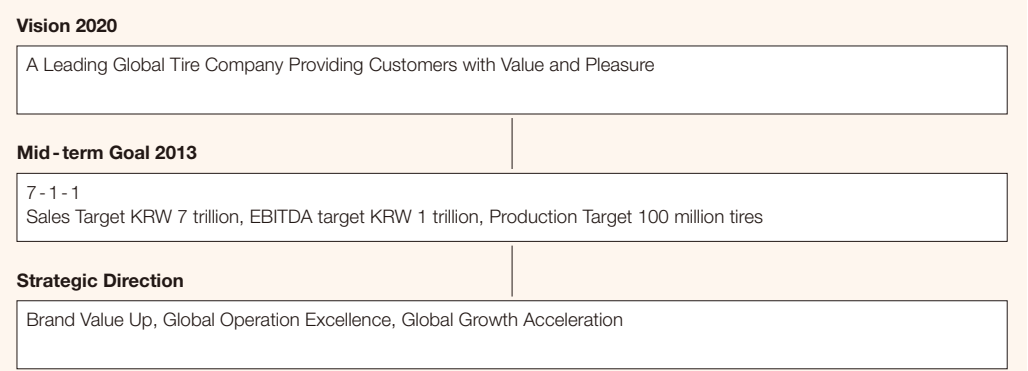 Vision 2020
A Leading Global Tire Company Providing Customers with Value and Pleasure
Mid-term Goal 2013
7-1-1
Sales Target KRW 7 trillion, EBITDA target KRW 1 trillion, Production Target 100 million tires
Strategic Direction
Brand Value Up, Global Operation Excellence, Global Growth Acceleration